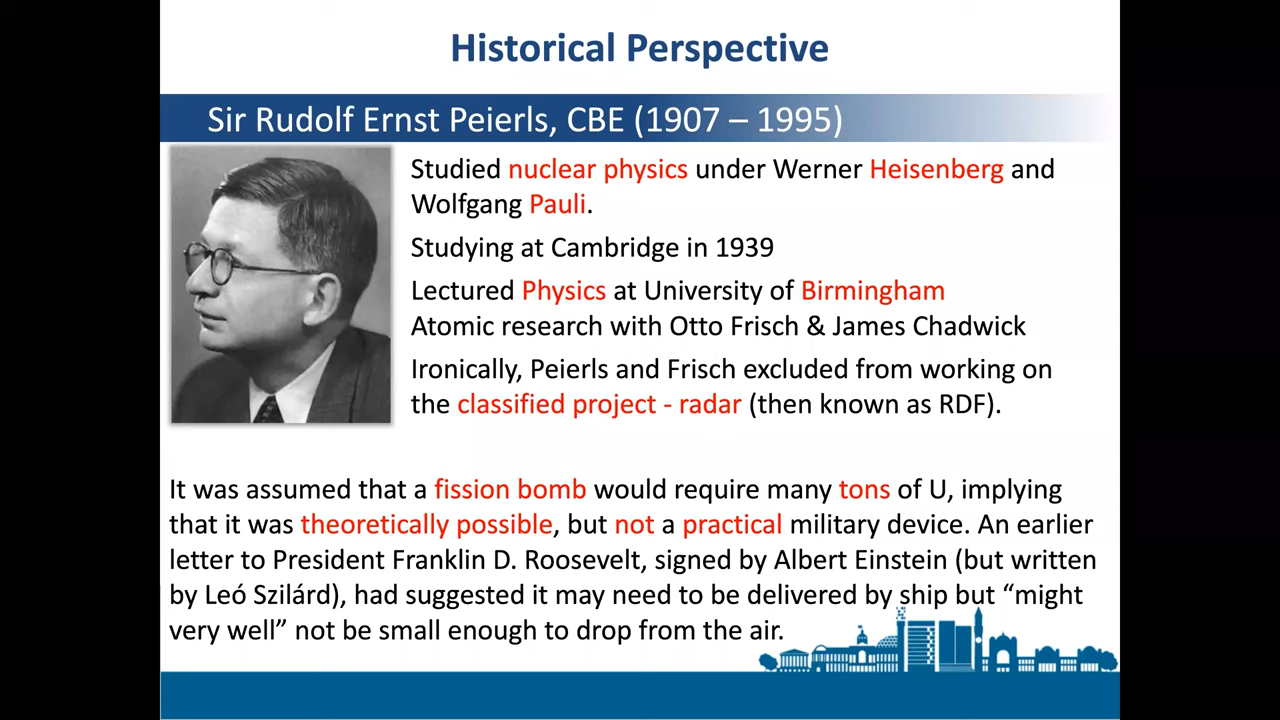 Historical Perspective
Sir Rudolf Ernst Peierls, CBE (1907 – 1995)
Studied nuclear physics under Werner Heisenberg and
Wolfgang Pauli.
Studying at Cambridge in 1939
Lectured Physics at University of Birmingham
Atomic research with Otto Frisch & James Chadwick
Ironically, Peierls and Frisch excluded from working on
the classified project - radar (then known as RDF).
It was assumed that a fission bomb would require many tons of U, implying
that it was theoretically possible, but not a practical military device. An earlier
letter to President Franklin D. Roosevelt, signed by Albert Einstein (but written
by Leó Szilárd), had suggested it may need to be delivered by ship but “might
very well” not be small enough to drop from the air.